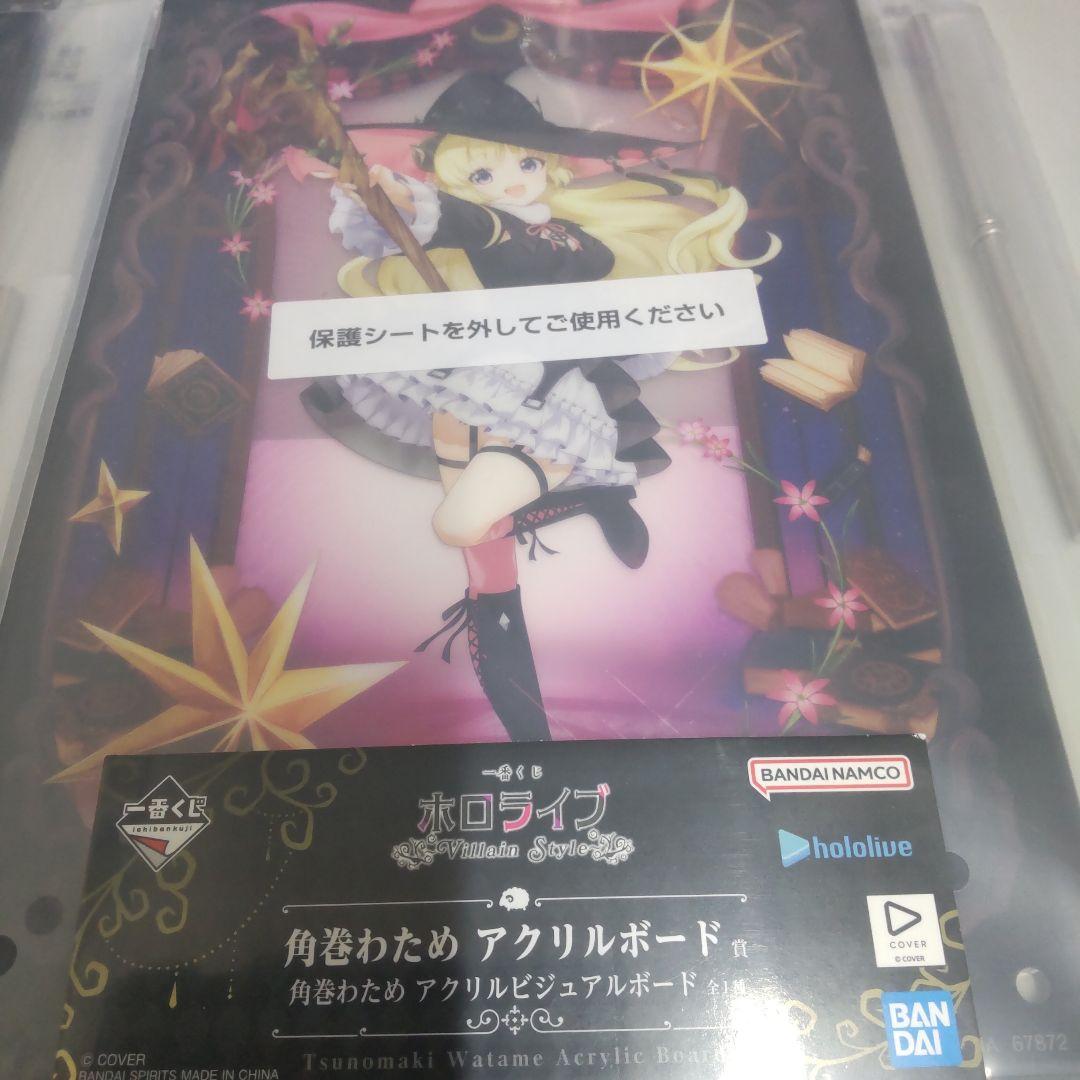 保護シートを外してご使用ください
一番くじ
ichibankuji
一番くじ
ホロライブ
Villain Style
BANDAI NAMCO
hololive
角巻わため アクリルボード 賞
角巻わため アクリルビジュアルボード 全1種
COVER
© COVER
BAN
DAI
Tsunomaki Watame Acrylic Board
© COVER
BANDAI SPIRITS MADE IN CHINA
67872